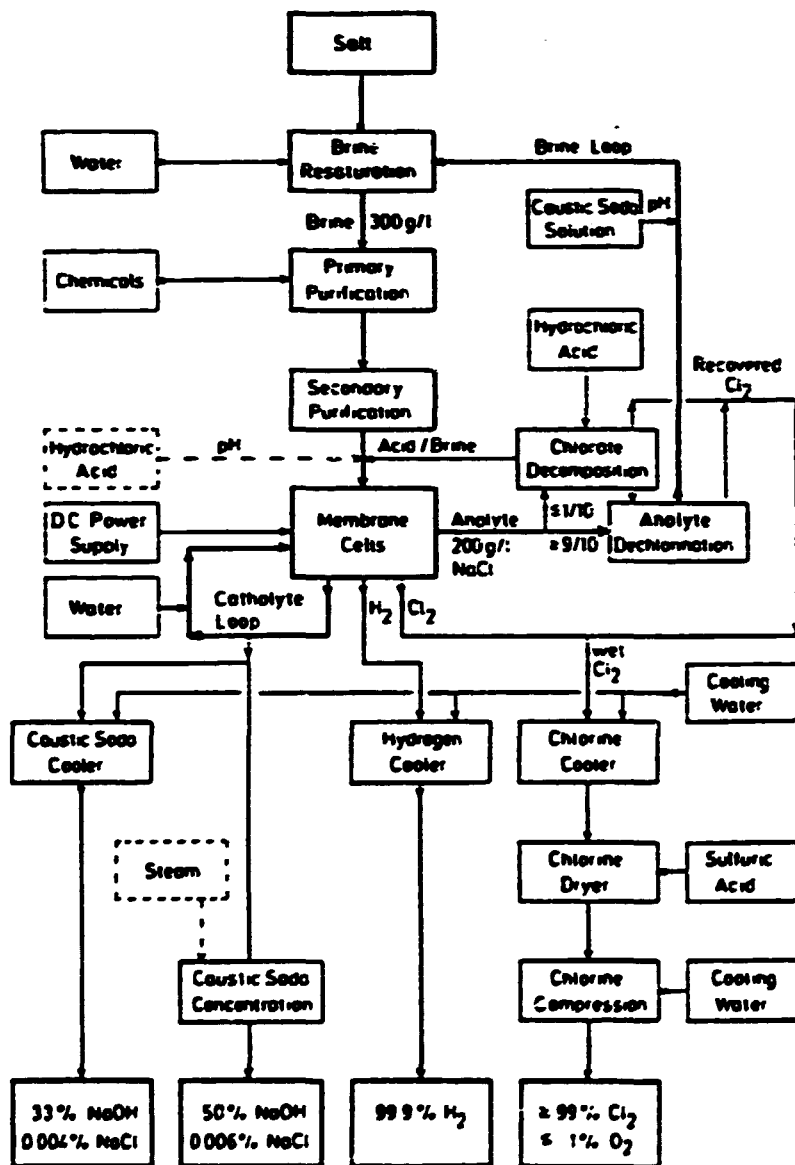 Salt
Water
Brine
Resaturation
Brine Loop
Brine 300 g/l
Caustic Soda
Solution
pH
Chemicals
Primary
Purification
Hydrochloric
Acid
Recovered
Cl2
Secondary
Purification
Hydrochloric
Acid
pH
Acid / Brine
Chlorate
Decomposition
DC Power
Supply
Membrane
Cells
Anolyte
200 g/l
NaCl
≤1/10
≥9/10
Anolyte
Dechlorination
Water
Catholyte
Loop
H2
Cl2
wet
Cl2
Cooling
Water
Caustic Soda
Cooler
Hydrogen
Cooler
Chlorine
Cooler
Steam
Chlorine
Dryer
Sulfuric
Acid
Caustic Soda
Concentration
Chlorine
Compression
Cooling
Water
33% NaOH
0.004% NaCl
50% NaOH
0.006% NaCl
99.9% H2
≥ 99% Cl2
≤ 1% O2